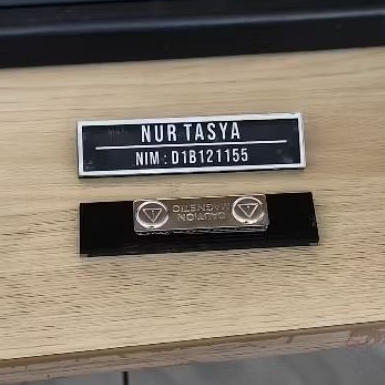 NUR TASYA
NIM : D1B121155
CAUTION
MAGNETIC